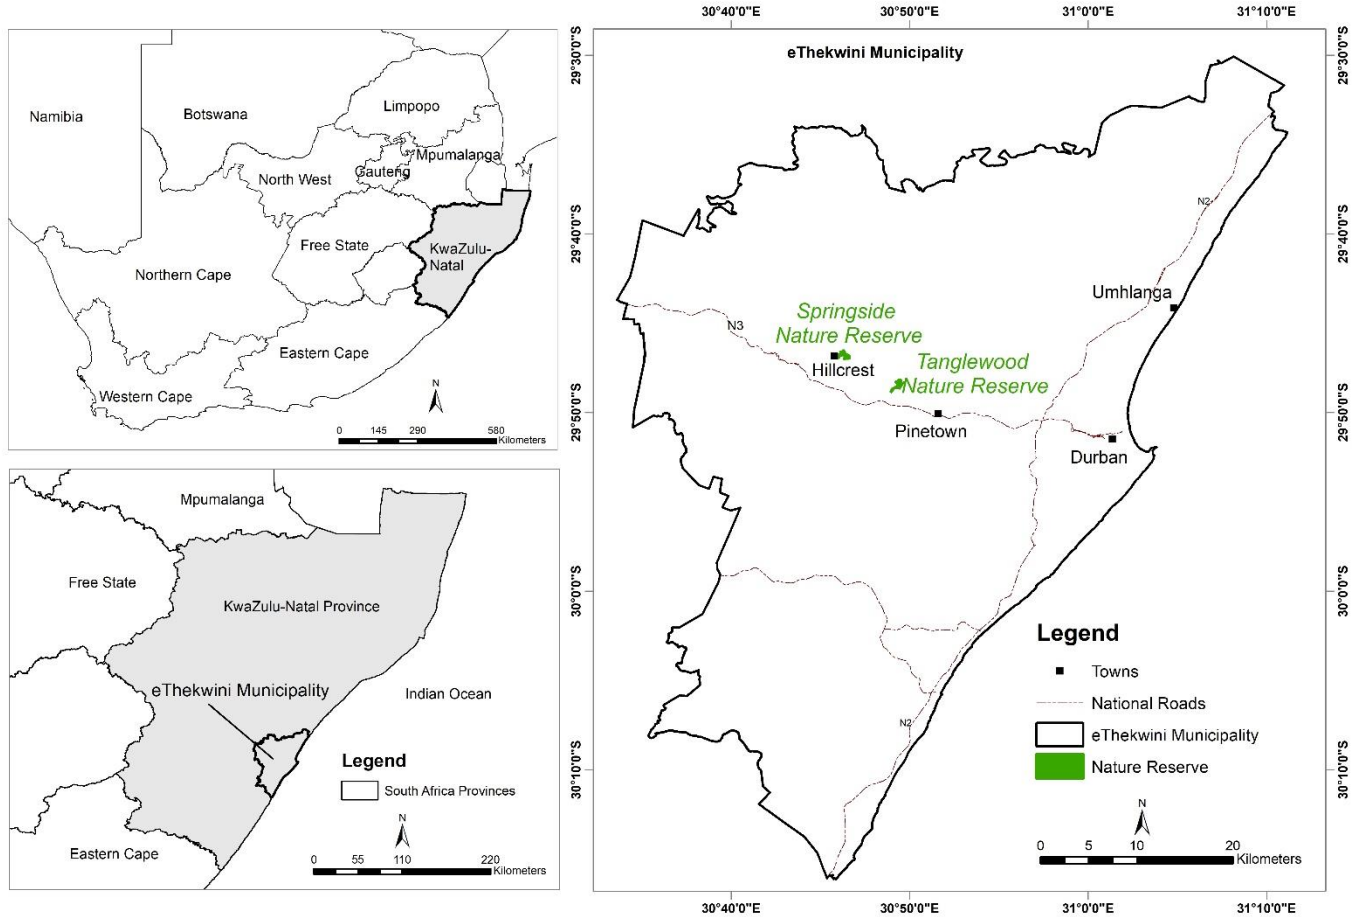 Namibia
Botswana
Limpopo
Mpumalanga
Gauteng
North West
Free State
KwaZulu-
Natal
Northern Cape
Eastern Cape
Western Cape
N
0 145 290 580
Kilometers
Mpumalanga
Free State
KwaZulu-Natal Province
eThekwini Municipality
Indian Ocean
Legend
South Africa Provinces
Eastern Cape
N
0 55 110 220
Kilometers
30°40'0"E 30°50'0"E 31°0'0"E 31°10'0"E
eThekwini Municipality
29°30'0"S 29°30'0"S
N2
29°40'0"S 29°40'0"S
Umhlanga
Springside
Nature Reserve
N3
Hillcrest
Tanglewood
Nature Reserve
29°50'0"S 29°50'0"S
Pinetown
Durban
30°0'0"S 30°0'0"S
Legend
Towns
National Roads
N2
eThekwini Municipality
Nature Reserve
30°10'0"S 30°10'0"S
N
0 5 10 20
Kilometers
30°40'0"E 30°50'0"E 31°0'0"E 31°10'0"E